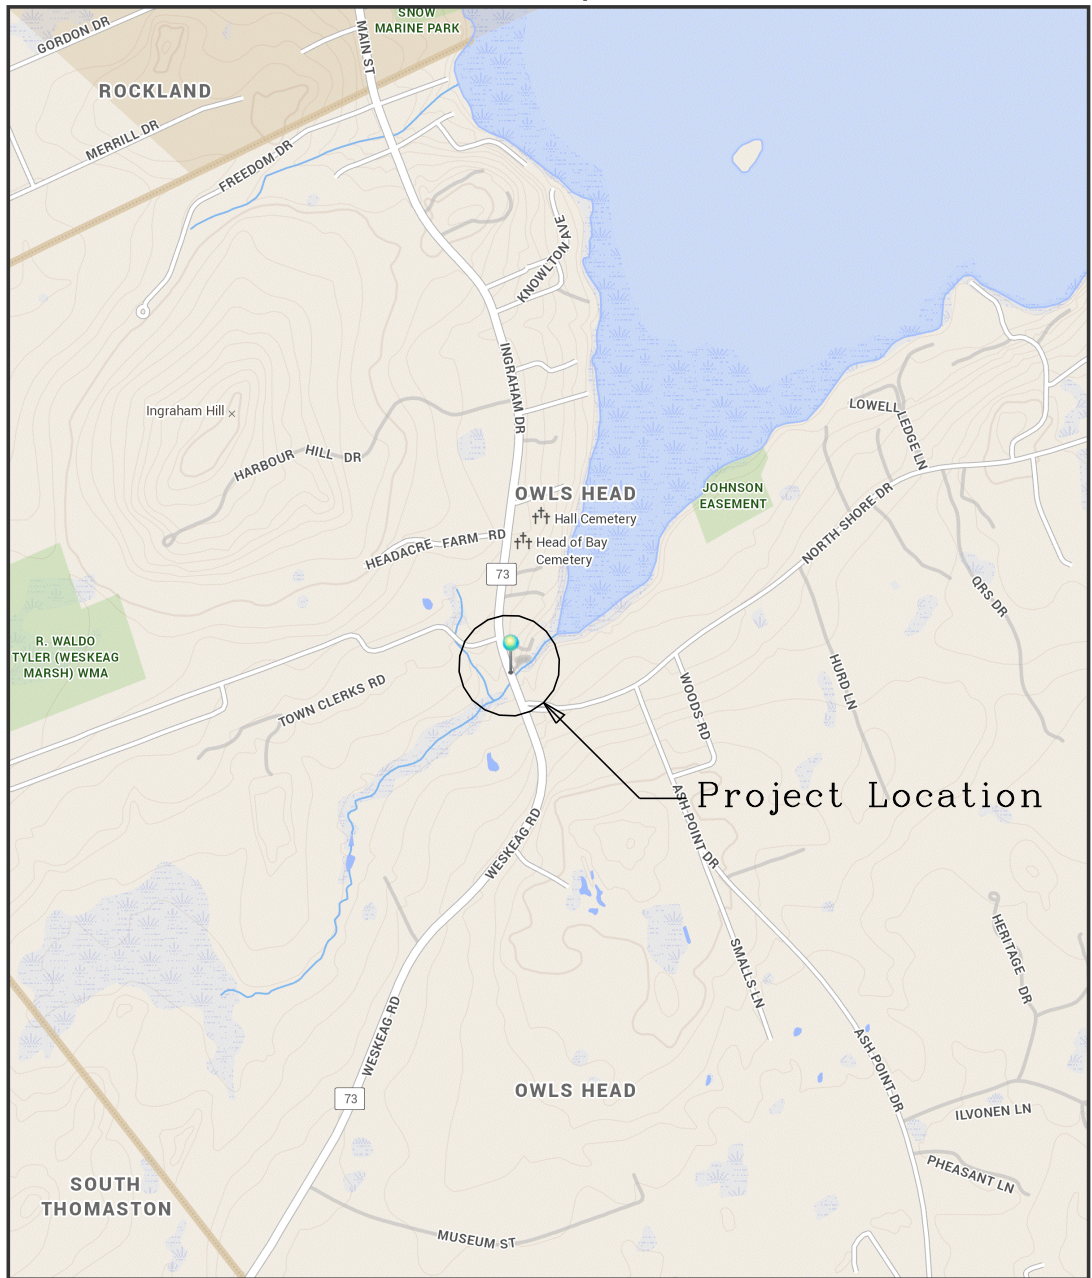 SNOW
MARINE PARK
GORDON DR
MAIN ST
ROCKLAND
MERRILL DR
FREEDOM DR
KNOWLTON AVE
INGRAHAM DR
Ingraham Hill
LOWELL
LEDGE LN
HARBOUR HILL DR
OWLS HEAD
JOHNSON
EASEMENT
Hall Cemetery
NORTH SHORE DR
HEADACRE FARM RD
Head of Bay
Cemetery
73
QRS DR
R. WALDO
TYLER (WESKEAG
MARSH) WMA
HURD LN
TOWN CLERKS RD
WOODS RD
Project Location
ASH POINT DR
WESKEAG RD
SMALLS LN
HERITAGE DR
WESKEAG RD
ASH POINT DR
73
OWLS HEAD
ILVONEN LN
PHEASANT LN
SOUTH
THOMASTON
MUSEUM ST